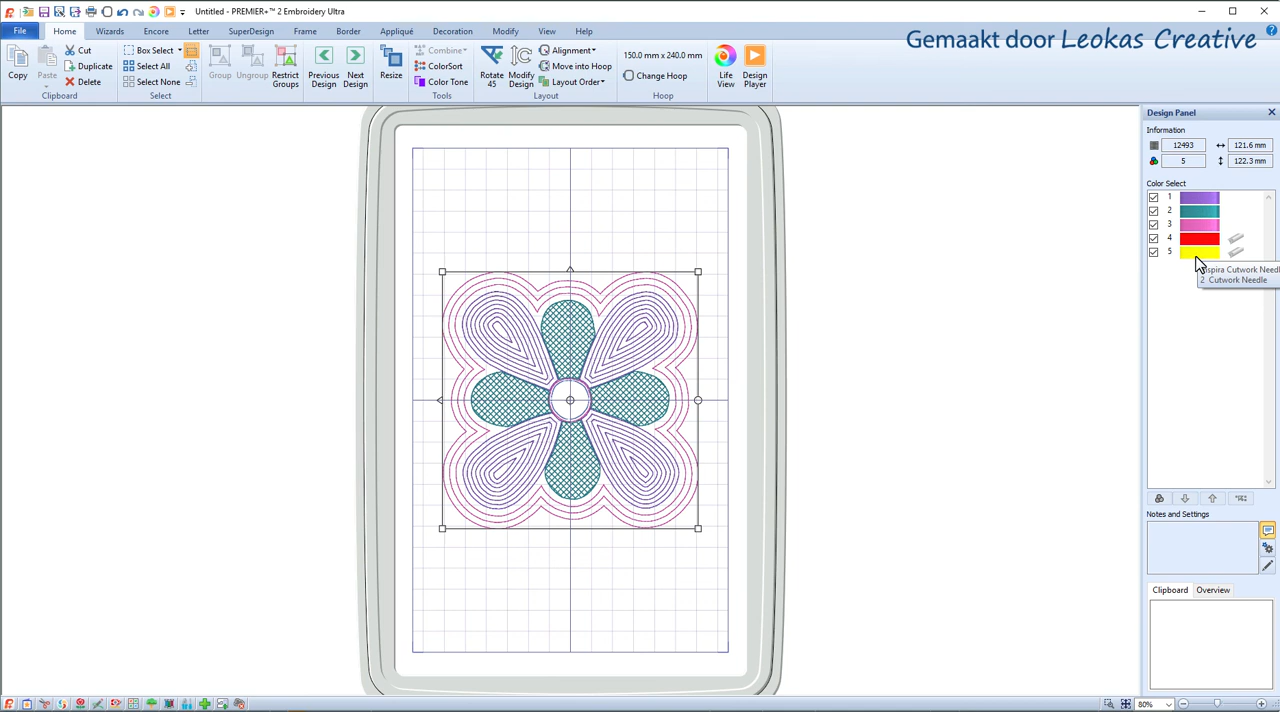 Untitled - PREMIER+™ 2 Embroidery Ultra
File Home Wizards Encore Letter SuperDesign Frame Border Appliqué Decoration Modify View Help
Gemaakt door Leokas Creative
Copy
Paste
Cut
Duplicate
Delete
Clipboard
Box Select
Select All
Select None
Select
Group
Ungroup
Restrict Groups
Previous Design
Next Design
Resize
Combine
ColorSort
Color Tone
Tools
Rotate 45
Modify Design
Alignment
Move into Hoop
Layout Order
Layout
150.0 mm x 240.0 mm
Change Hoop
Hoop
Life View
Design Player
Design Panel
Information
12493 121.6 mm
5 122.3 mm
Color Select
1
2
3
4
5
spira Cutwork Need
2 Cutwork Needle
Notes and Settings
Clipboard Overview
80%